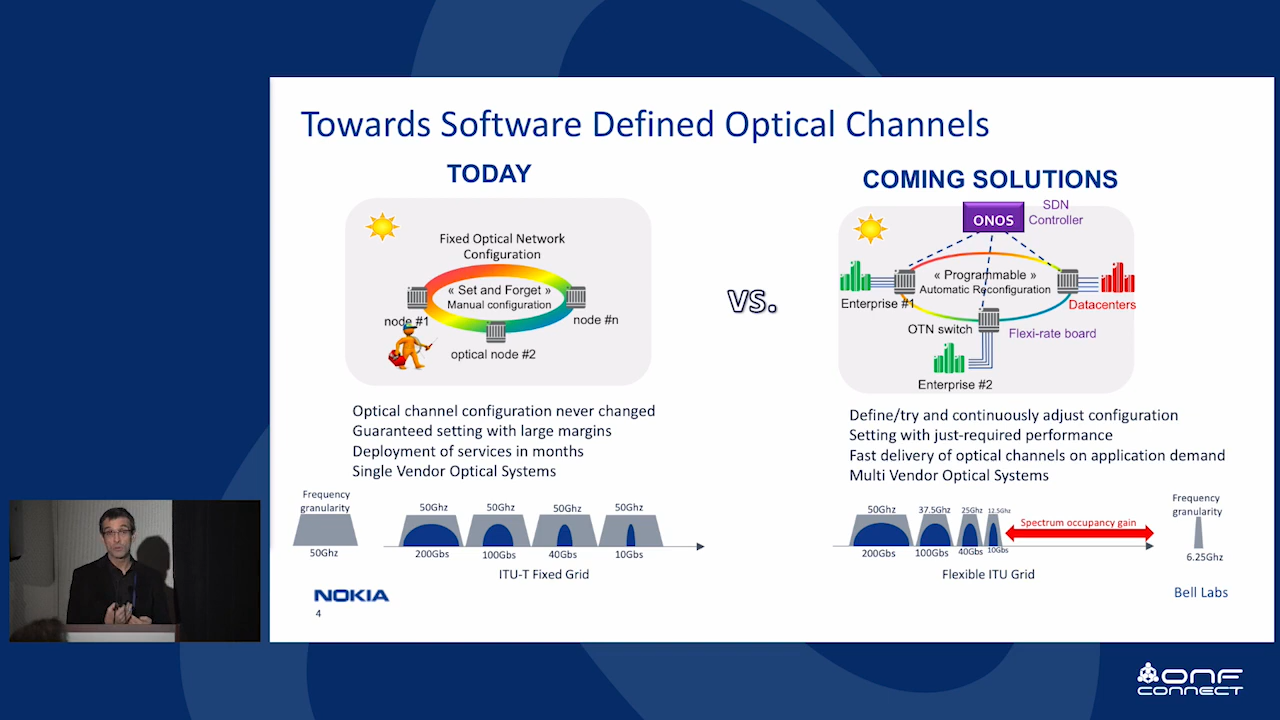 Towards Software Defined Optical Channels
TODAY
Fixed Optical Network
Configuration
« Set and Forget »
Manual configuration
node #1
node #n
optical node #2
Optical channel configuration never changed
Guaranteed setting with large margins
Deployment of services in months
Single Vendor Optical Systems
Frequency
granularity
50Ghz
50Ghz
50Ghz
50Ghz
50Ghz
200Gbs
100Gbs
40Gbs
10Gbs
ITU-T Fixed Grid
vs.
COMING SOLUTIONS
ONOS
SDN
Controller
« Programmable »
Automatic Reconfiguration
Enterprise #1
Datacenters
OTN switch
Flexi-rate board
Enterprise #2
Define/try and continuously adjust configuration
Setting with just-required performance
Fast delivery of optical channels on application demand
Multi Vendor Optical Systems
50Ghz
37.5Ghz
25Ghz
12.5Ghz
Spectrum occupancy gain
200Gbs
100Gbs
40Gbs
10Gbs
Flexible ITU Grid
Frequency
granularity
6.25Ghz
NOKIA
4
Bell Labs
ONF
CONNECT